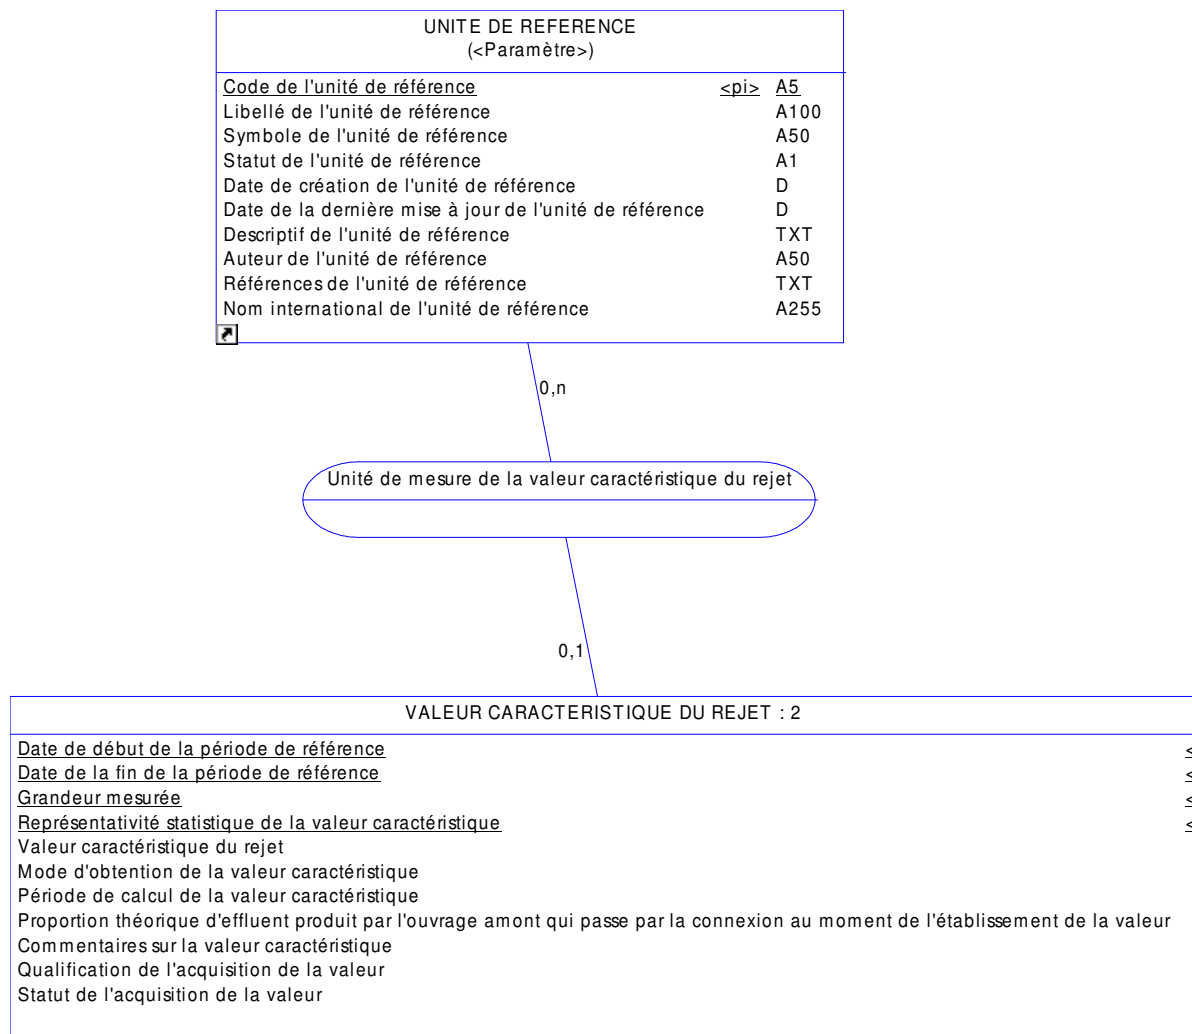 UNITE DE REFERENCE
(<Paramètre>)
Code de l'unité de référence <pi> A5
Libellé de l'unité de référence A100
Symbole de l'unité de référence A50
Statut de l'unité de référence A1
Date de création de l'unité de référence D
Date de la dernière mise à jour de l'unité de référence D
Descriptif de l'unité de référence TXT
Auteur de l'unité de référence A50
Références de l'unité de référence TXT
Nom international de l'unité de référence A255
0,n
Unité de mesure de la valeur caractéristique du rejet
0,1
VALEUR CARACTERISTIQUE DU REJET : 2
Date de début de la période de référence <
Date de la fin de la période de référence <
Grandeur mesurée <
Représentativité statistique de la valeur caractéristique <
Valeur caractéristique du rejet
Mode d'obtention de la valeur caractéristique
Période de calcul de la valeur caractéristique
Proportion théorique d'effluent produit par l'ouvrage amont qui passe par la connexion au moment de l'établissement de la valeur
Commentaires sur la valeur caractéristique
Qualification de l'acquisition de la valeur
Statut de l'acquisition de la valeur